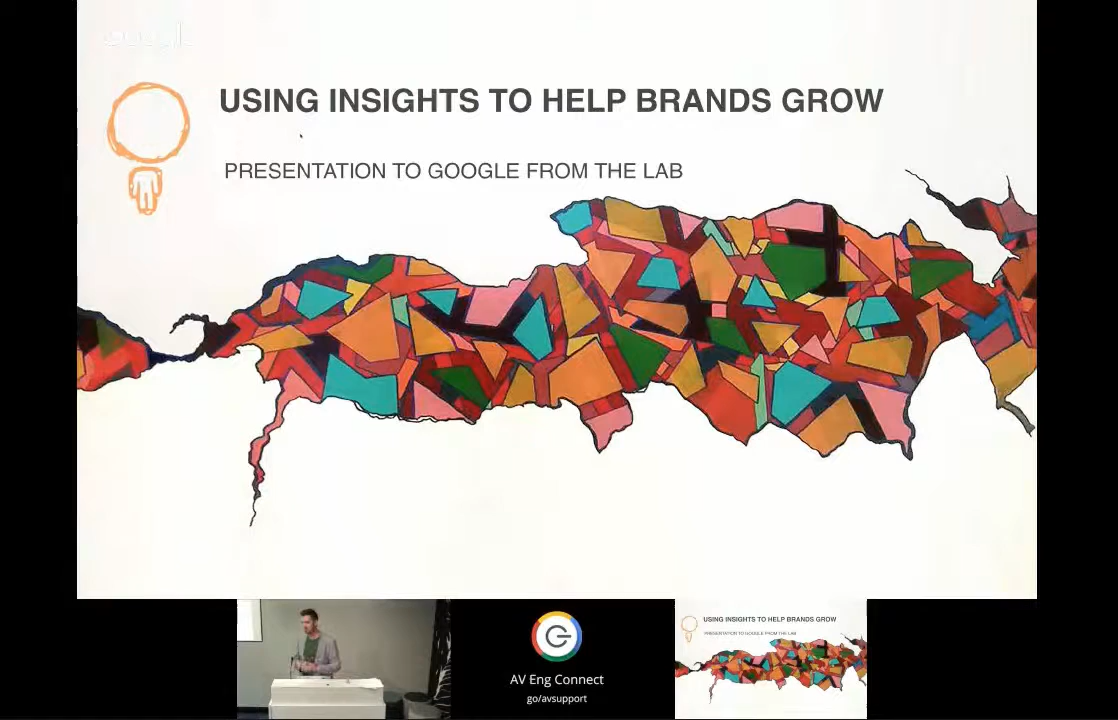 Google
USING INSIGHTS TO HELP BRANDS GROW
PRESENTATION TO GOOGLE FROM THE LAB
AV Eng Connect
go/avsupport
USING INSIGHTS TO HELP BRANDS GROW
PRESENTATION TO GOOGLE FROM THE LAB